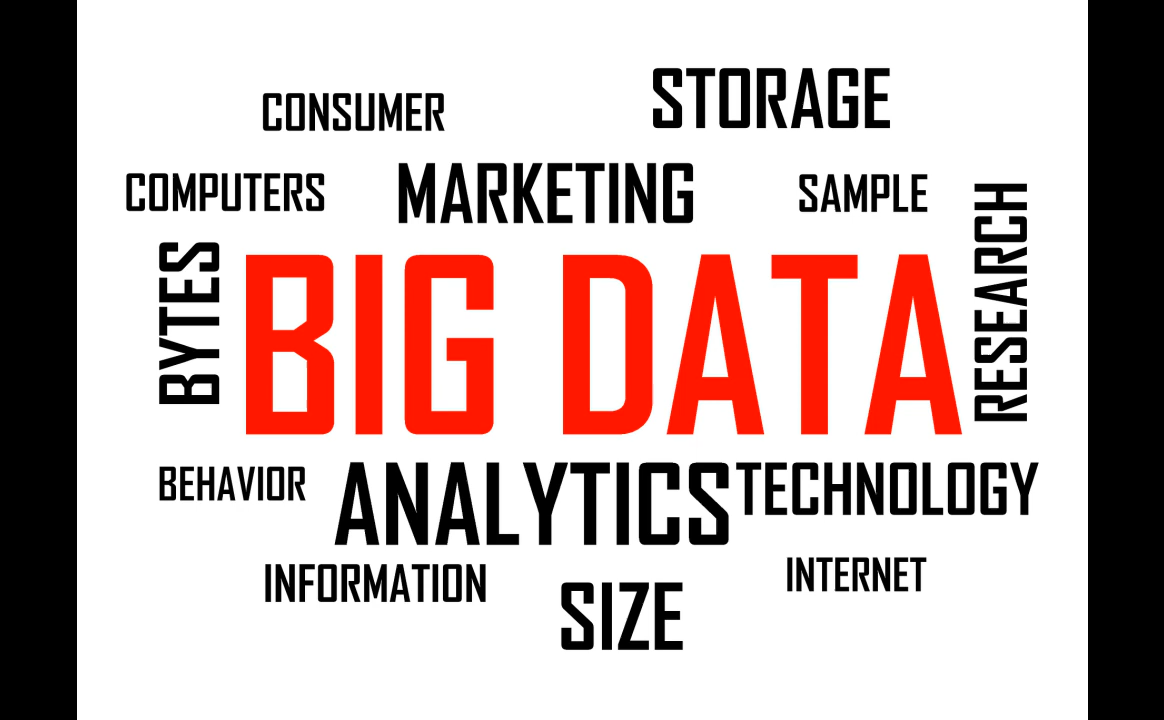 STORAGE
CONSUMER
COMPUTERS
MARKETING
SAMPLE
BYTES
BIG DATA
RESEARCH
BEHAVIOR
ANALYTICS
TECHNOLOGY
INFORMATION
SIZE
INTERNET